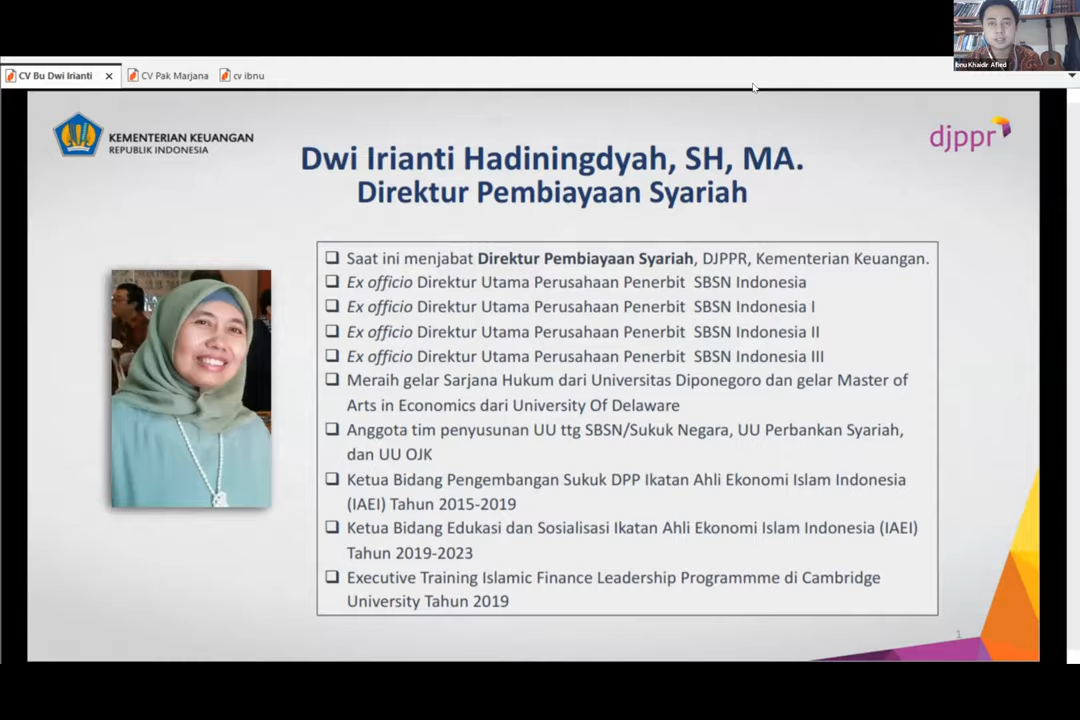 Ibnu Khaidir Afied
CV Bu Dwi Irianti
CV Pak Marjana
cv ibnu
KEMENTERIAN KEUANGAN
REPUBLIK INDONESIA
djppr
Dwi Irianti Hadiningdyah, SH, MA.
Direktur Pembiayaan Syariah
Saat ini menjabat Direktur Pembiayaan Syariah, DJPPR, Kementerian Keuangan.
Ex officio Direktur Utama Perusahaan Penerbit SBSN Indonesia
Ex officio Direktur Utama Perusahaan Penerbit SBSN Indonesia I
Ex officio Direktur Utama Perusahaan Penerbit SBSN Indonesia II
Ex officio Direktur Utama Perusahaan Penerbit SBSN Indonesia III
Meraih gelar Sarjana Hukum dari Universitas Diponegoro dan gelar Master of
Arts in Economics dari University Of Delaware
Anggota tim penyusunan UU ttg SBSN/Sukuk Negara, UU Perbankan Syariah,
dan UU OJK
Ketua Bidang Pengembangan Sukuk DPP Ikatan Ahli Ekonomi Islam Indonesia
(IAEI) Tahun 2015-2019
Ketua Bidang Edukasi dan Sosialisasi Ikatan Ahli Ekonomi Islam Indonesia (IAEI)
Tahun 2019-2023
Executive Training Islamic Finance Leadership Programmme di Cambridge
University Tahun 2019
1